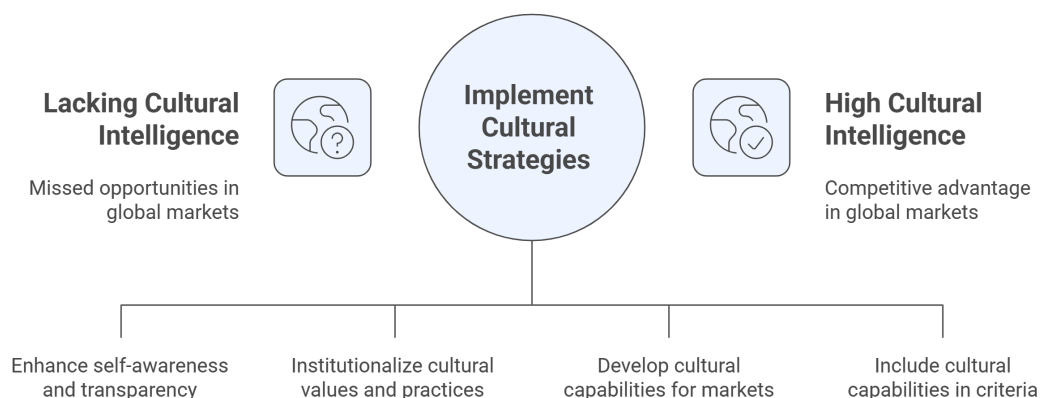 Implement
Cultural
Strategies
Lacking Cultural
Intelligence
Missed opportunities in
global markets
High Cultural
Intelligence
Competitive advantage
in global markets
Enhance self-awareness
and transparency
Institutionalize cultural
values and practices
Develop cultural
capabilities for markets
Include cultural
capabilities in criteria